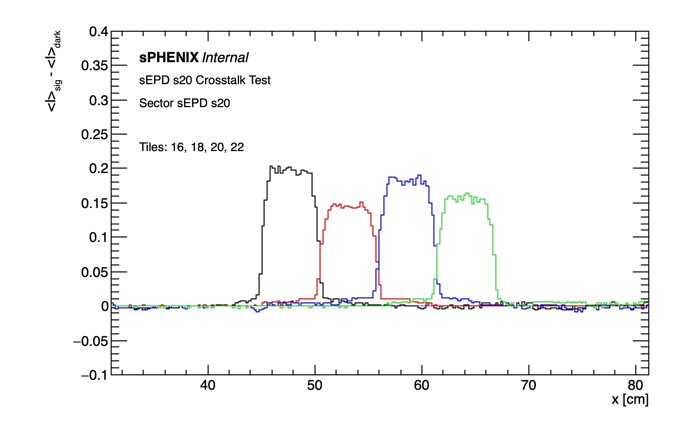 <I>sig - <I>dark
0.4
0.35
0.3
0.25
0.2
0.15
0.1
0.05
0
−0.05
−0.1
sPHENIX Internal
sEPD s20 Crosstalk Test
Sector sEPD s20
Tiles: 16, 18, 20, 22
40 50 60 70 80
x [cm]